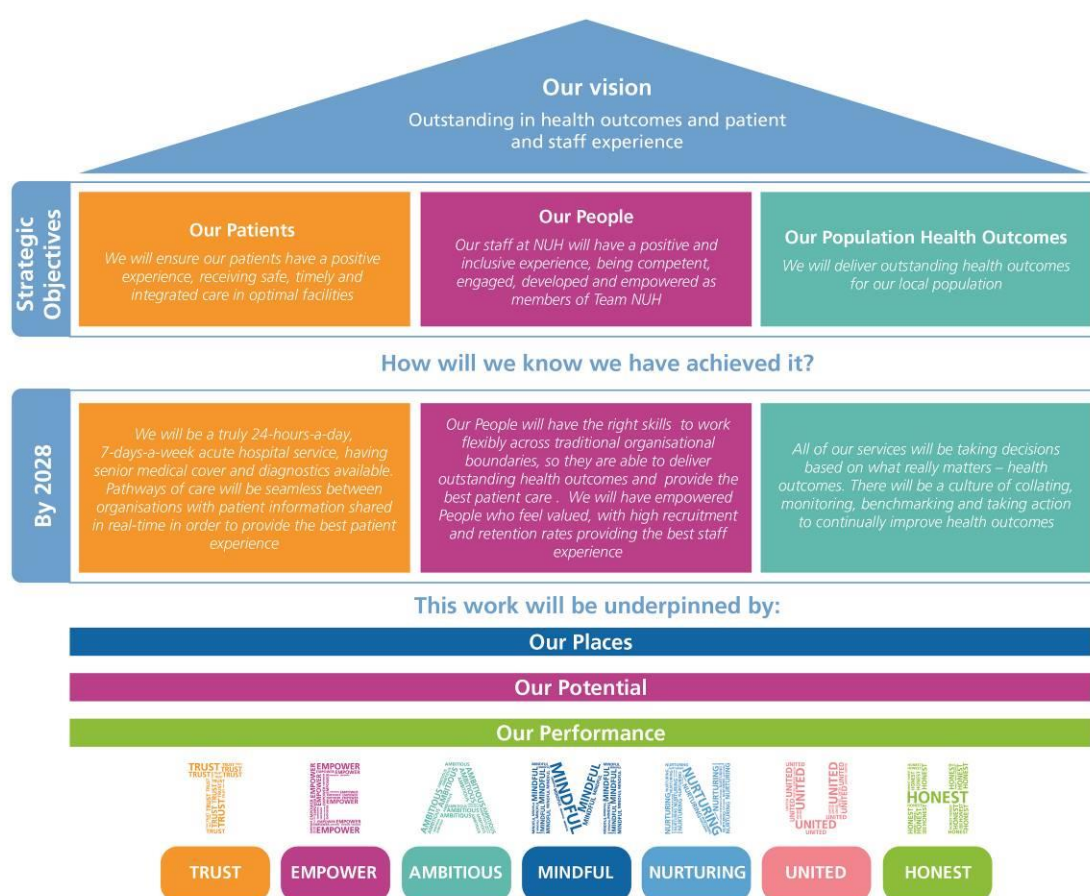 Our vision
Outstanding in health outcomes and patient
and staff experience
Strategic
Objectives
Our Patients
We will ensure our patients have a positive
experience, receiving safe, timely and
integrated care in optimal facilities
Our People
Our staff at NUH will have a positive and
inclusive experience, being competent,
engaged, developed and empowered as
members of Team NUH
Our Population Health Outcomes
We will deliver outstanding health outcomes
for our local population
How will we know we have achieved it?
By 2028
We will be a truly 24-hours-a-day,
7-days-a-week acute hospital service, having
senior medical cover and diagnostics available.
Pathways of care will be seamless between
organisations with patient information shared
in real-time in order to provide the best patient
experience
Our People will have the right skills to work
flexibly across traditional organisational
boundaries, so they are able to deliver
outstanding health outcomes and provide the
best patient care . We will have empowered
People who feel valued, with high recruitment
and retention rates providing the best staff
experience
All of our services will be taking decisions
based on what really matters – health
outcomes. There will be a culture of collating,
monitoring, benchmarking and taking action
to continually improve health outcomes
This work will be underpinned by:
Our Places
Our Potential
Our Performance
T E A M N U H
TRUST EMPOWER AMBITIOUS MINDFUL NURTURING UNITED HONEST